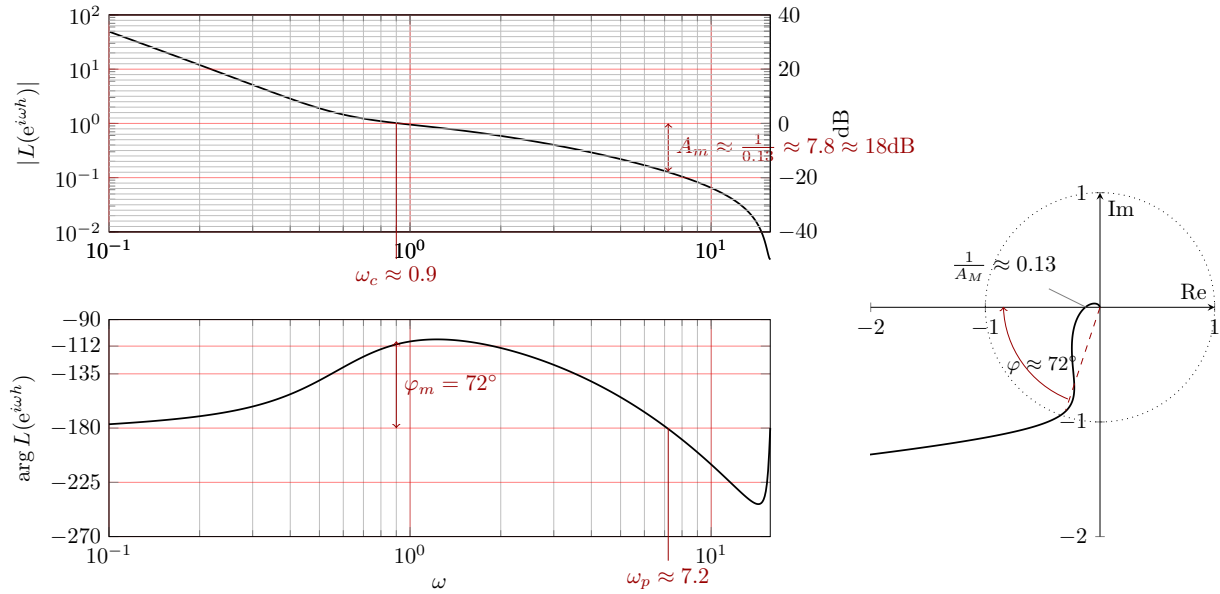 |L(e^{iωh})|
10^2
10^1
10^0
10^{-1}
10^{-2}
40
20
0
−20
−40
dB
A_m ≈ \frac{1}{0.13} ≈ 7.8 ≈ 18dB
10^{-1}
10^0
10^1
ω_c ≈ 0.9
arg L(e^{iωh})
−90
−112
−135
−180
−225
−270
φ_m = 72°
10^{-1}
10^0
10^1
ω
ω_p ≈ 7.2
1
Im
\frac{1}{A_M} ≈ 0.13
Re
−2
−1
1
φ ≈ 72°
−1
−2